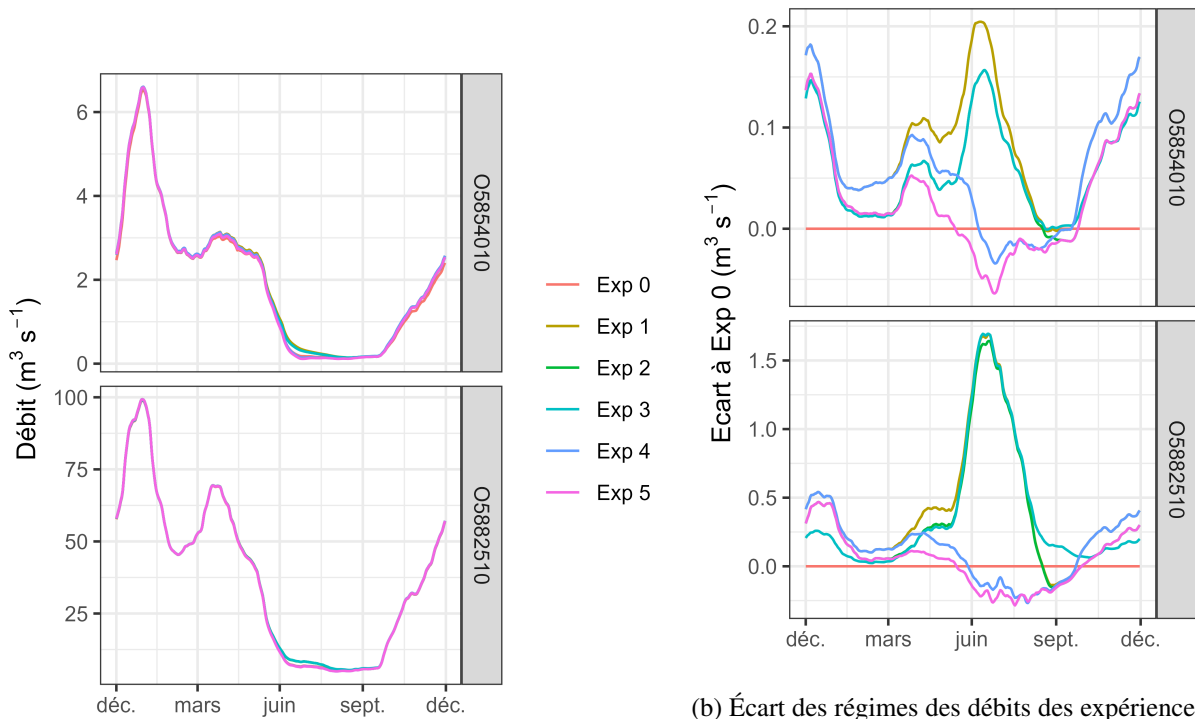 Débit (m³ s⁻¹)
6
4
2
0
O5854010
100
75
50
25
O5882510
déc.
mars
juin
sept.
déc.
Exp 0
Exp 1
Exp 2
Exp 3
Exp 4
Exp 5
Ecart à Exp 0 (m³ s⁻¹)
0.2
0.1
0.0
O5854010
1.5
1.0
0.5
0.0
O5882510
déc.
mars
juin
sept.
déc.
(b) Écart des régimes des débits des expérience